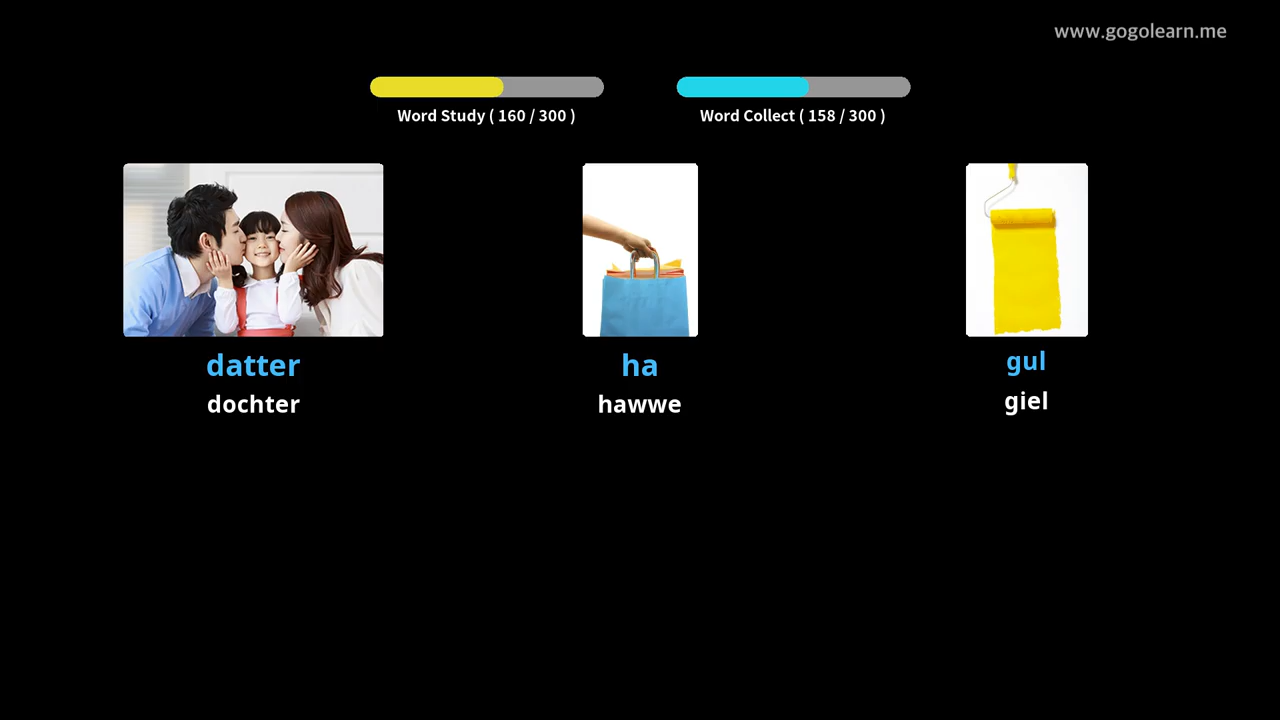 www.gogolearn.me
Word Study ( 160 / 300 )
Word Collect ( 158 / 300 )
datter
ha
gul
dochter
hawwe
giel